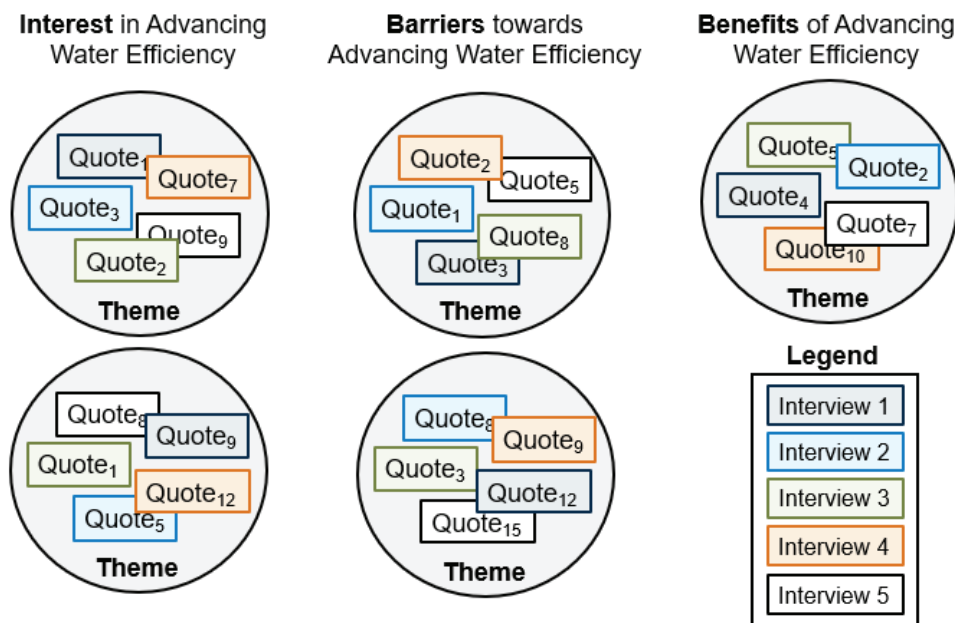 Interest in Advancing
Water Efficiency
Barriers towards
Advancing Water Efficiency
Benefits of Advancing
Water Efficiency
Quote₁
Quote₇
Quote₃
Quote₉
Quote₂
Theme
Quote₂
Quote₅
Quote₁
Quote₈
Quote₃
Theme
Quote₅
Quote₂
Quote₄
Quote₇
Quote₁₀
Theme
Quote₈
Quote₉
Quote₁
Quote₁₂
Quote₅
Theme
Quote₈
Quote₉
Quote₃
Quote₁₂
Quote₁₅
Theme
Legend
Interview 1
Interview 2
Interview 3
Interview 4
Interview 5